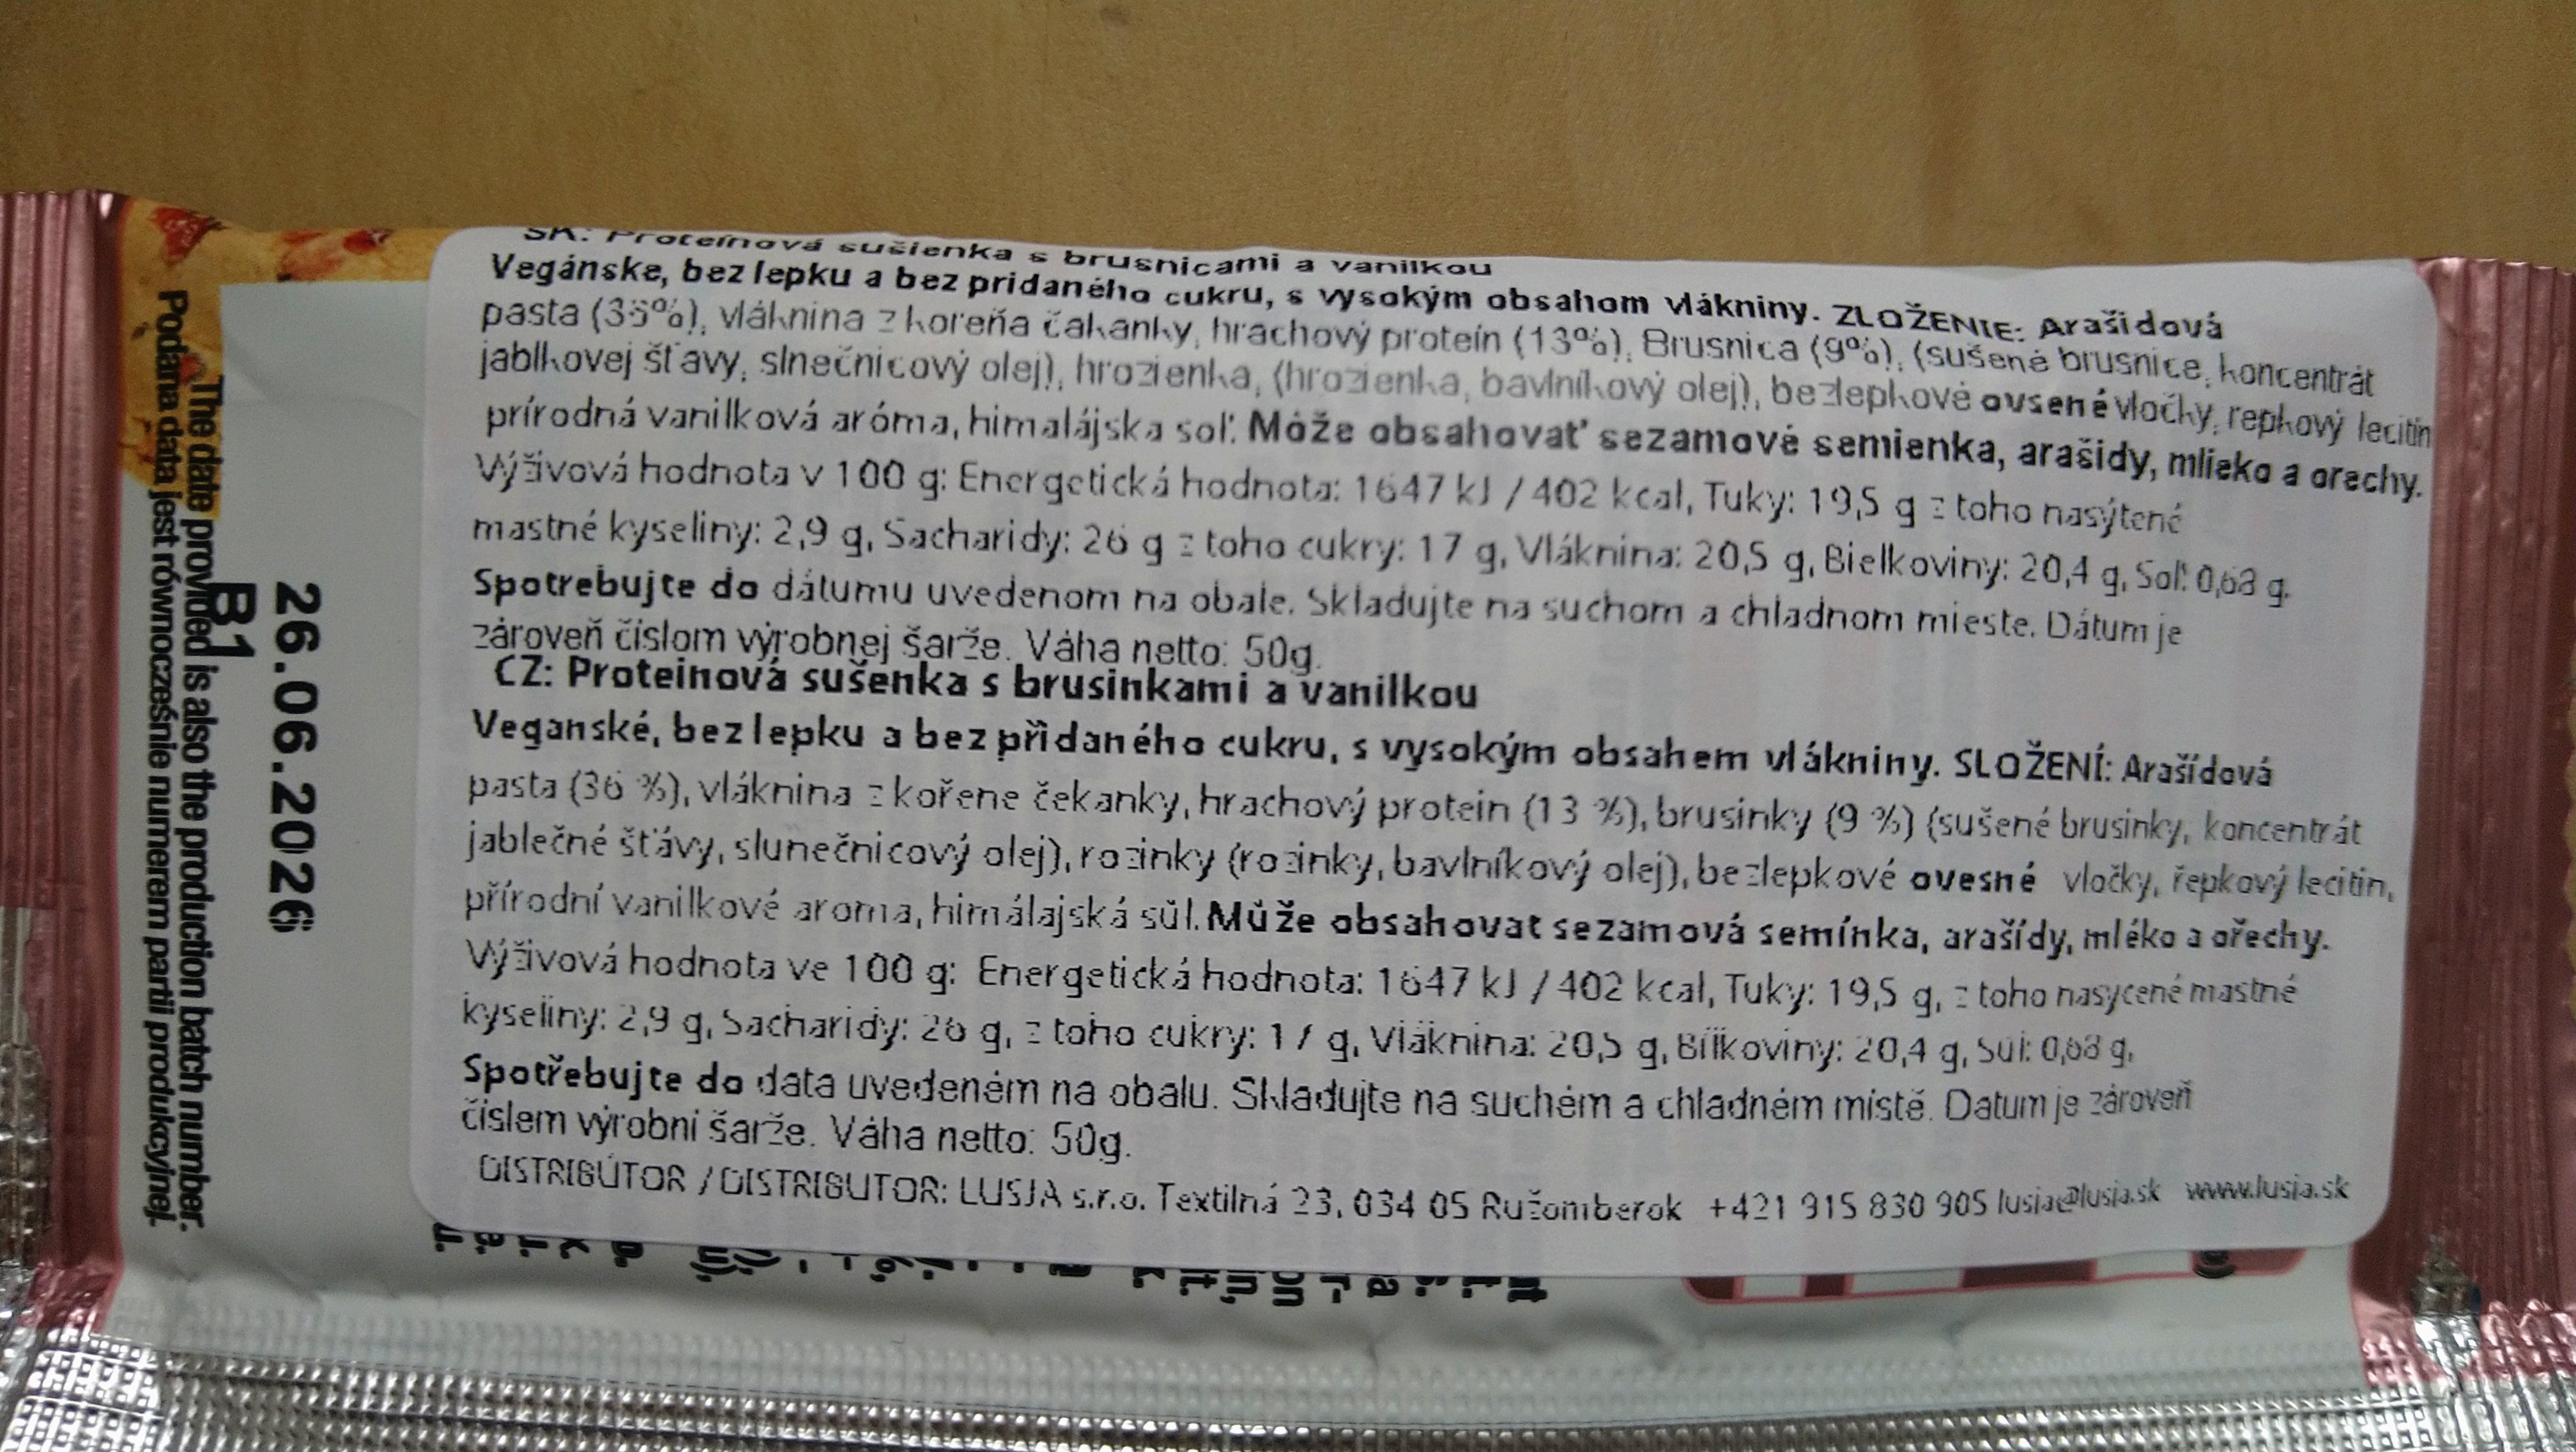 SK: Proteínová sušienka s brusnicami a vanilkou
Vegánske, bez lepku a bez pridaného cukru, s vysokým obsahom vlákniny. ZLOŽENIE: Arašidová
pasta (36%), vláknina z koreňa čakanky, hrachový proteín (13%), Brusnica (9%), (sušené brusnice, koncentrát
jablkovej šťavy, slnečnicový olej), hrozienka, (hrozienka, bavlníkový olej), bezlepkové ovsené vločky, repkový lecitín
prírodná vanilková aróma, himalájska soľ. Môže obsahovať sezamové semienka, arašidy, mlieko a orechy.
Výživová hodnota v 100 g: Energetická hodnota: 1647 kJ / 402 kcal, Tuky: 19,5 g z toho nasýtené
mastné kyseliny: 2,9 g, Sacharidy: 26 g z toho cukry: 17 g, Vláknina: 20,5 g, Bielkoviny: 20,4 g, Soľ: 0,68 g.
Spotrebujte do dátumu uvedenom na obale. Skladujte na suchom a chladnom mieste. Dátum je
zároveň číslom výrobnej šarže. Váha netto: 50g.
CZ: Proteinová sušenka s brusinkami a vanilkou
Veganské, bez lepku a bez přidaného cukru, s vysokým obsahem vlákniny. SLOŽENÍ: Arašídová
pasta (36 %), vláknina z kořene čekanky, hrachový protein (13 %), brusinky (9 %) (sušené brusinky, koncentrát
jablečné šťávy, slunečnicový olej), rozinky (rozinky, bavlníkový olej), bezlepkové ovesné vločky, řepkový lecitin,
přírodní vanilkové aroma, himálajská sůl. Může obsahovat sezamová semínka, arašídy, mléko a ořechy.
Výživová hodnota ve 100 g: Energetická hodnota: 1647 kJ / 402 kcal, Tuky: 19,5 g, z toho nasycené mastné
kyseliny: 2,9 g, Sacharidy: 26 g, z toho cukry: 17 g, Vláknina: 20,5 g, Bílkoviny: 20,4 g, Sůl: 0,68 g.
Spotřebujte do data uvedeném na obalu. Skladujte na suchém a chladném místě. Datum je zároveň
číslem výrobní šarže. Váha netto: 50g.
DISTRIBÚTOR / DISTRIBUTOR: LUSJA s.r.o. Textilná 23, 034 05 Ružomberok +421 915 830 905 lusja@lusja.sk www.lusja.sk
26.06.2026
B1
The date provided is also the production batch number.
Podana data jest równocześnie numerem partii produkcyjnej.